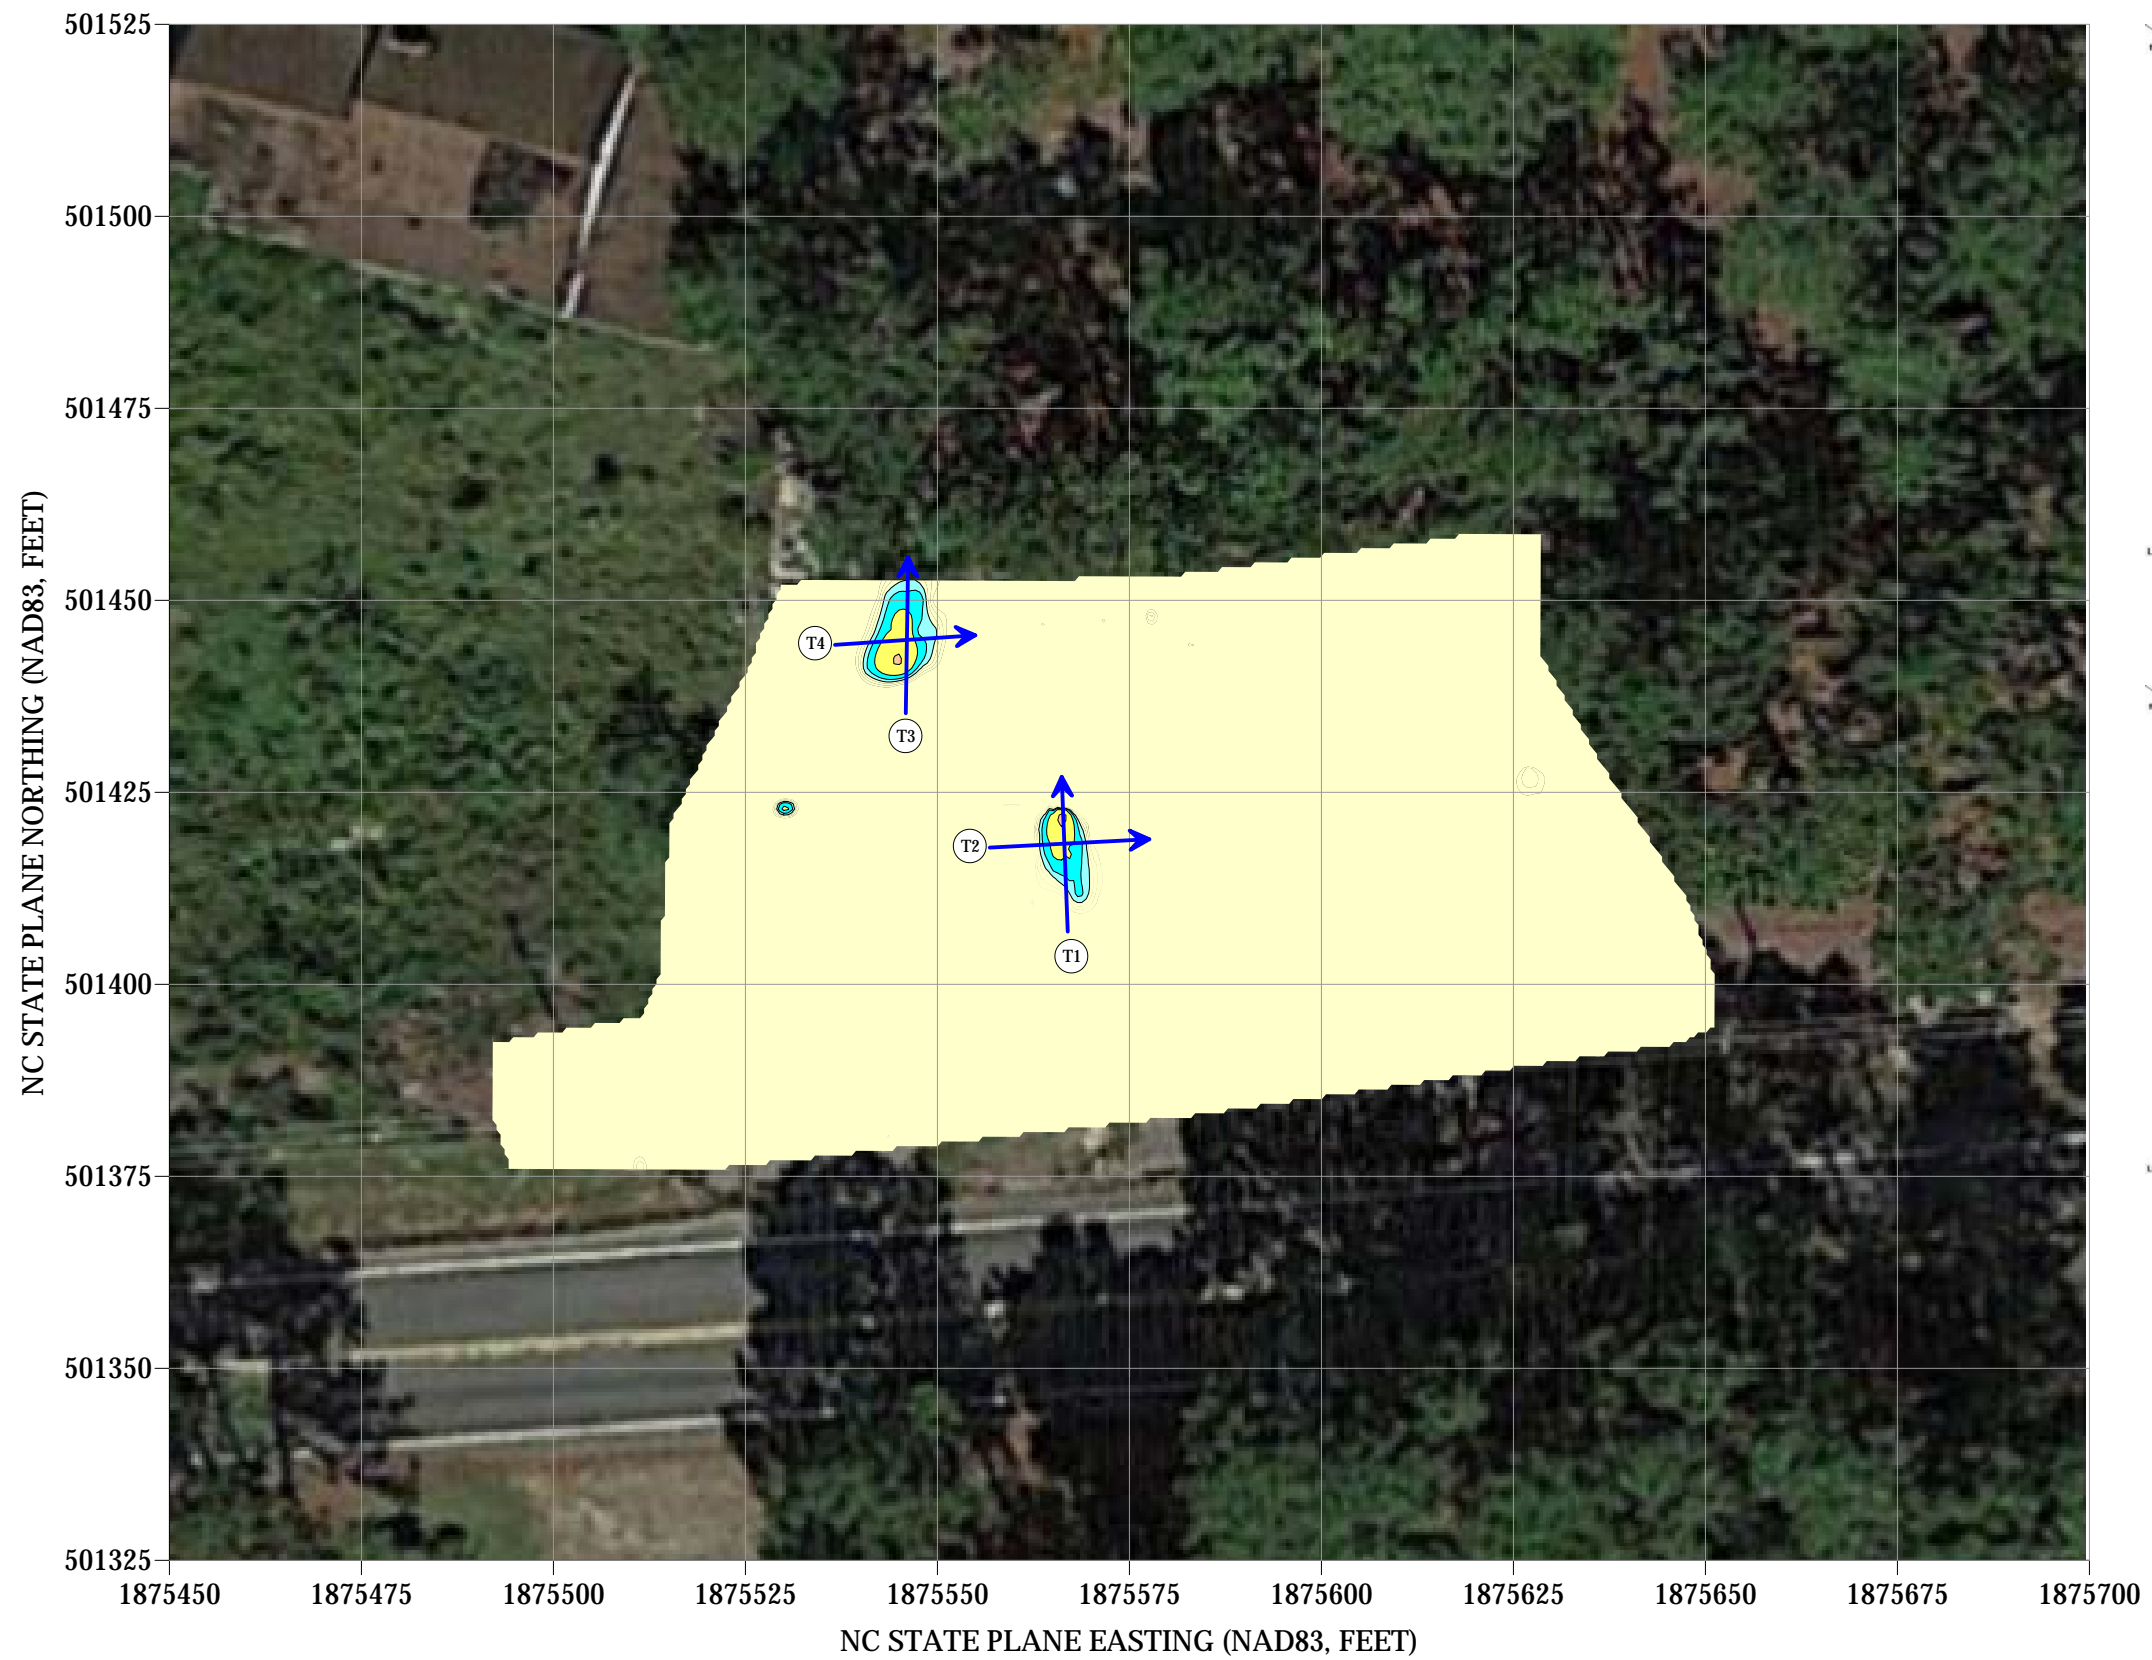 501525
501500
501475
501450
501425
501400
501375
501350
501325
NC STATE PLANE NORTHING (NAD83, FEET)
T4
T3
T2
T1
1875450 1875475 1875500 1875525 1875550 1875575 1875600 1875625 1875650 1875675 1875700
NC STATE PLANE EASTING (NAD83, FEET)